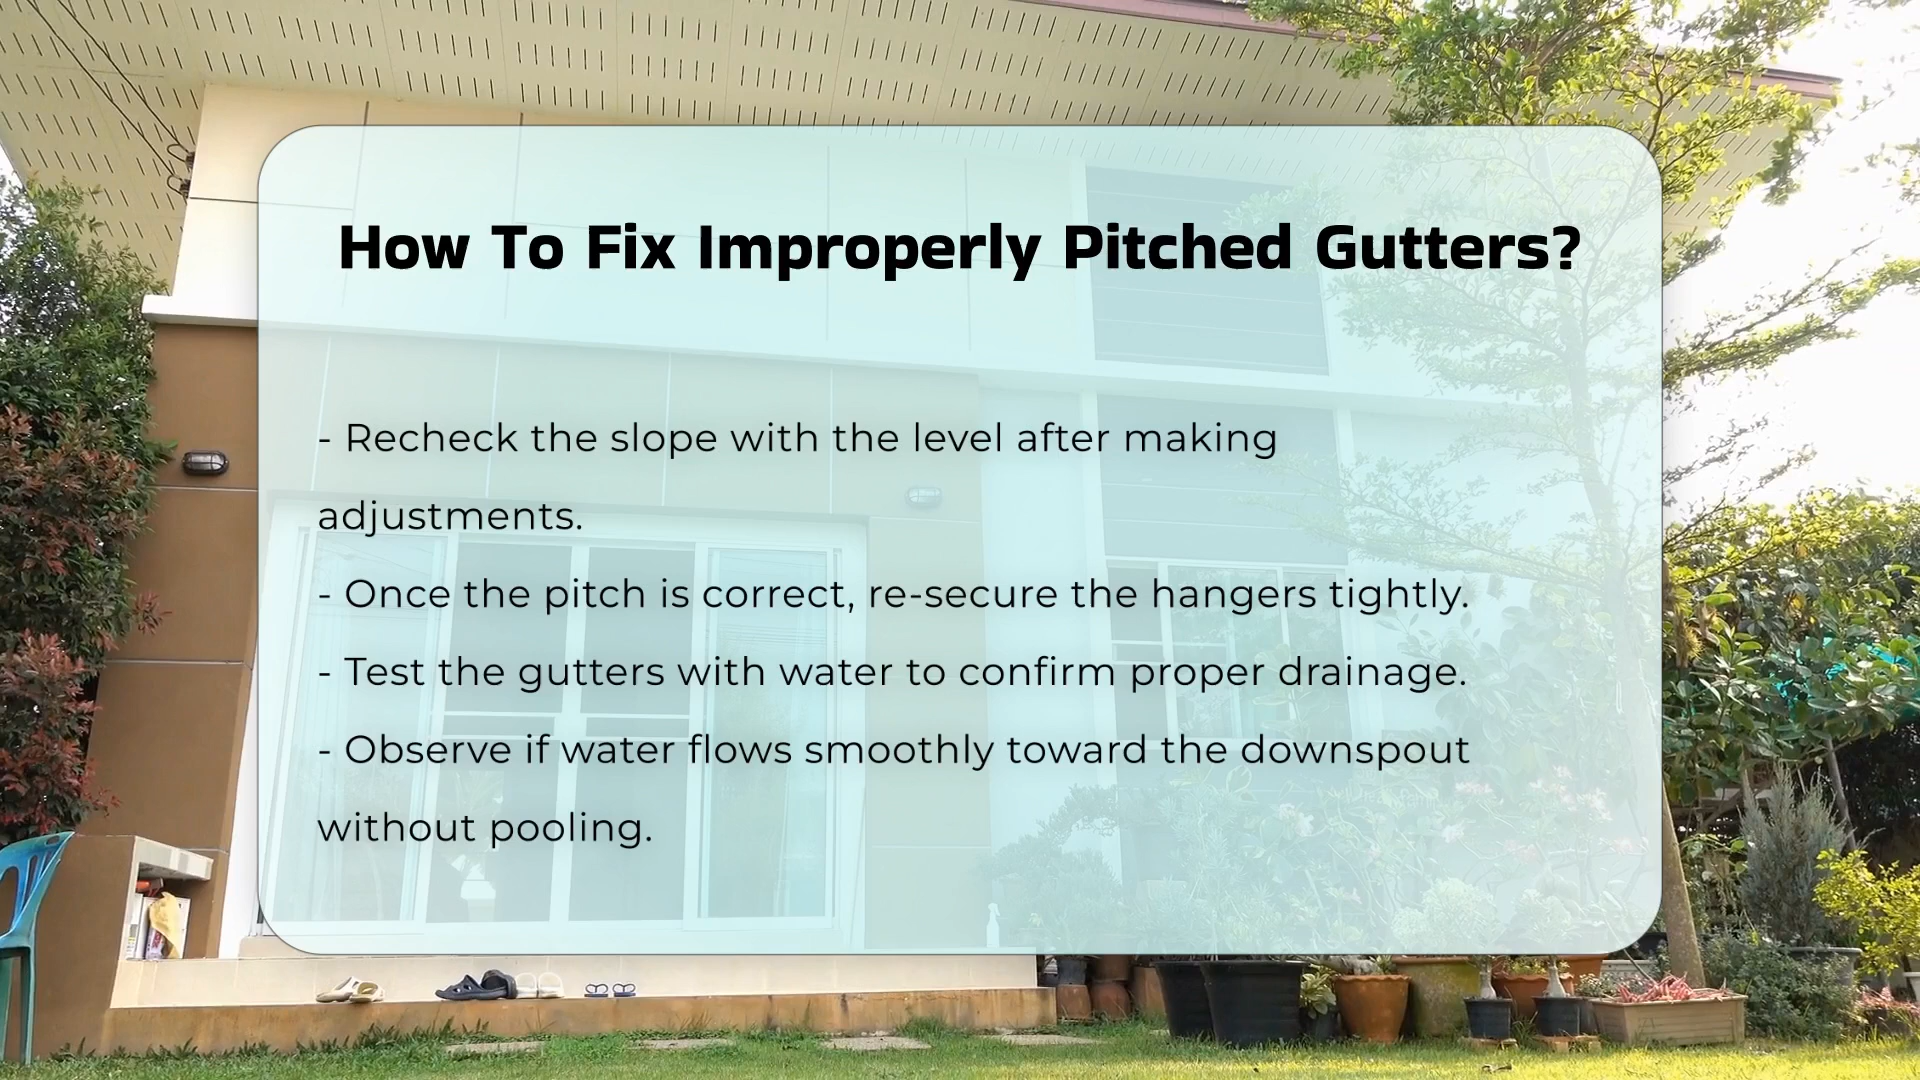 How To Fix Improperly Pitched Gutters?
- Recheck the slope with the level after making
adjustments.
- Once the pitch is correct, re-secure the hangers tightly.
- Test the gutters with water to confirm proper drainage.
- Observe if water flows smoothly toward the downspout
without pooling.